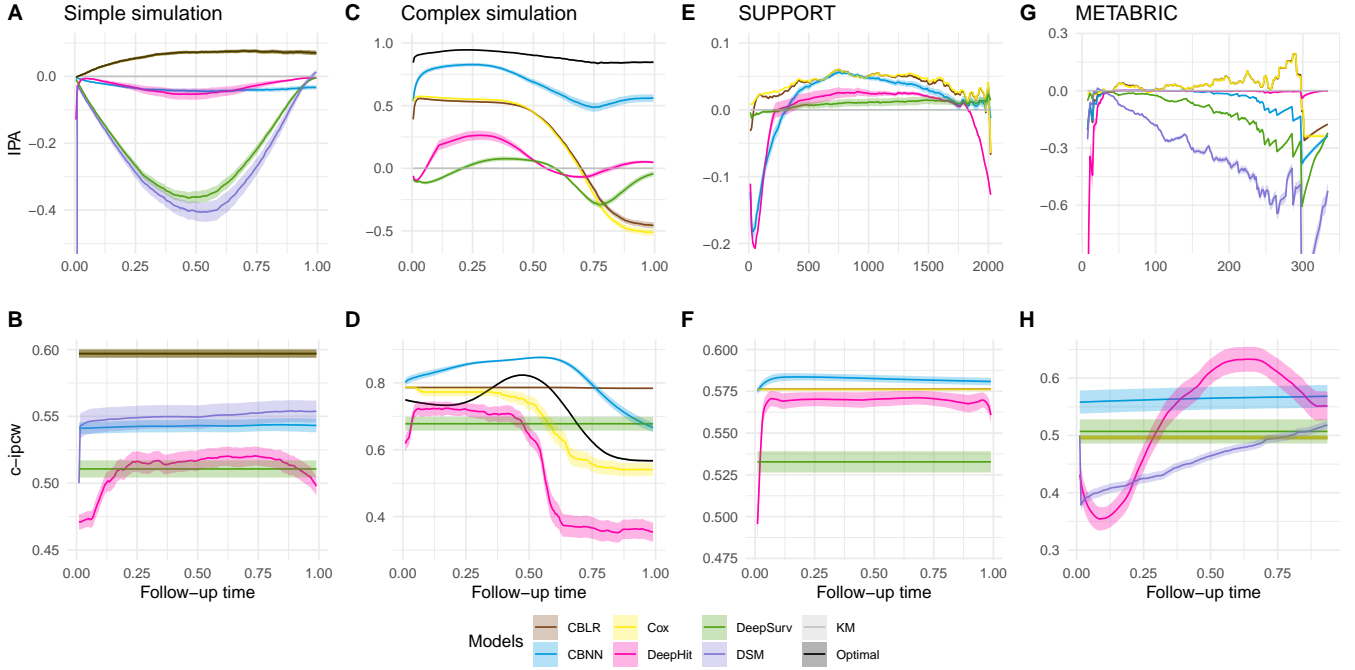 A Simple simulation
C Complex simulation
E SUPPORT
G METABRIC
IPA
0.0
−0.2
−0.4
0.00 0.25 0.50 0.75 1.00
1.0
0.5
0.0
−0.5
0.00 0.25 0.50 0.75 1.00
0.1
0.0
−0.1
−0.2
0 500 1000 1500 2000
0.3
0.0
−0.3
−0.6
0 100 200 300
B
D
F
H
c−ipcw
0.60
0.55
0.50
0.45
0.00 0.25 0.50 0.75 1.00
Follow−up time
0.8
0.6
0.4
0.00 0.25 0.50 0.75 1.00
Follow−up time
0.600
0.575
0.550
0.525
0.500
0.475
0.00 0.25 0.50 0.75 1.00
Follow−up time
0.6
0.5
0.4
0.3
0.00 0.25 0.50 0.75
Follow−up time
Models
CBLR Cox DeepSurv KM
CBNN DeepHit DSM Optimal